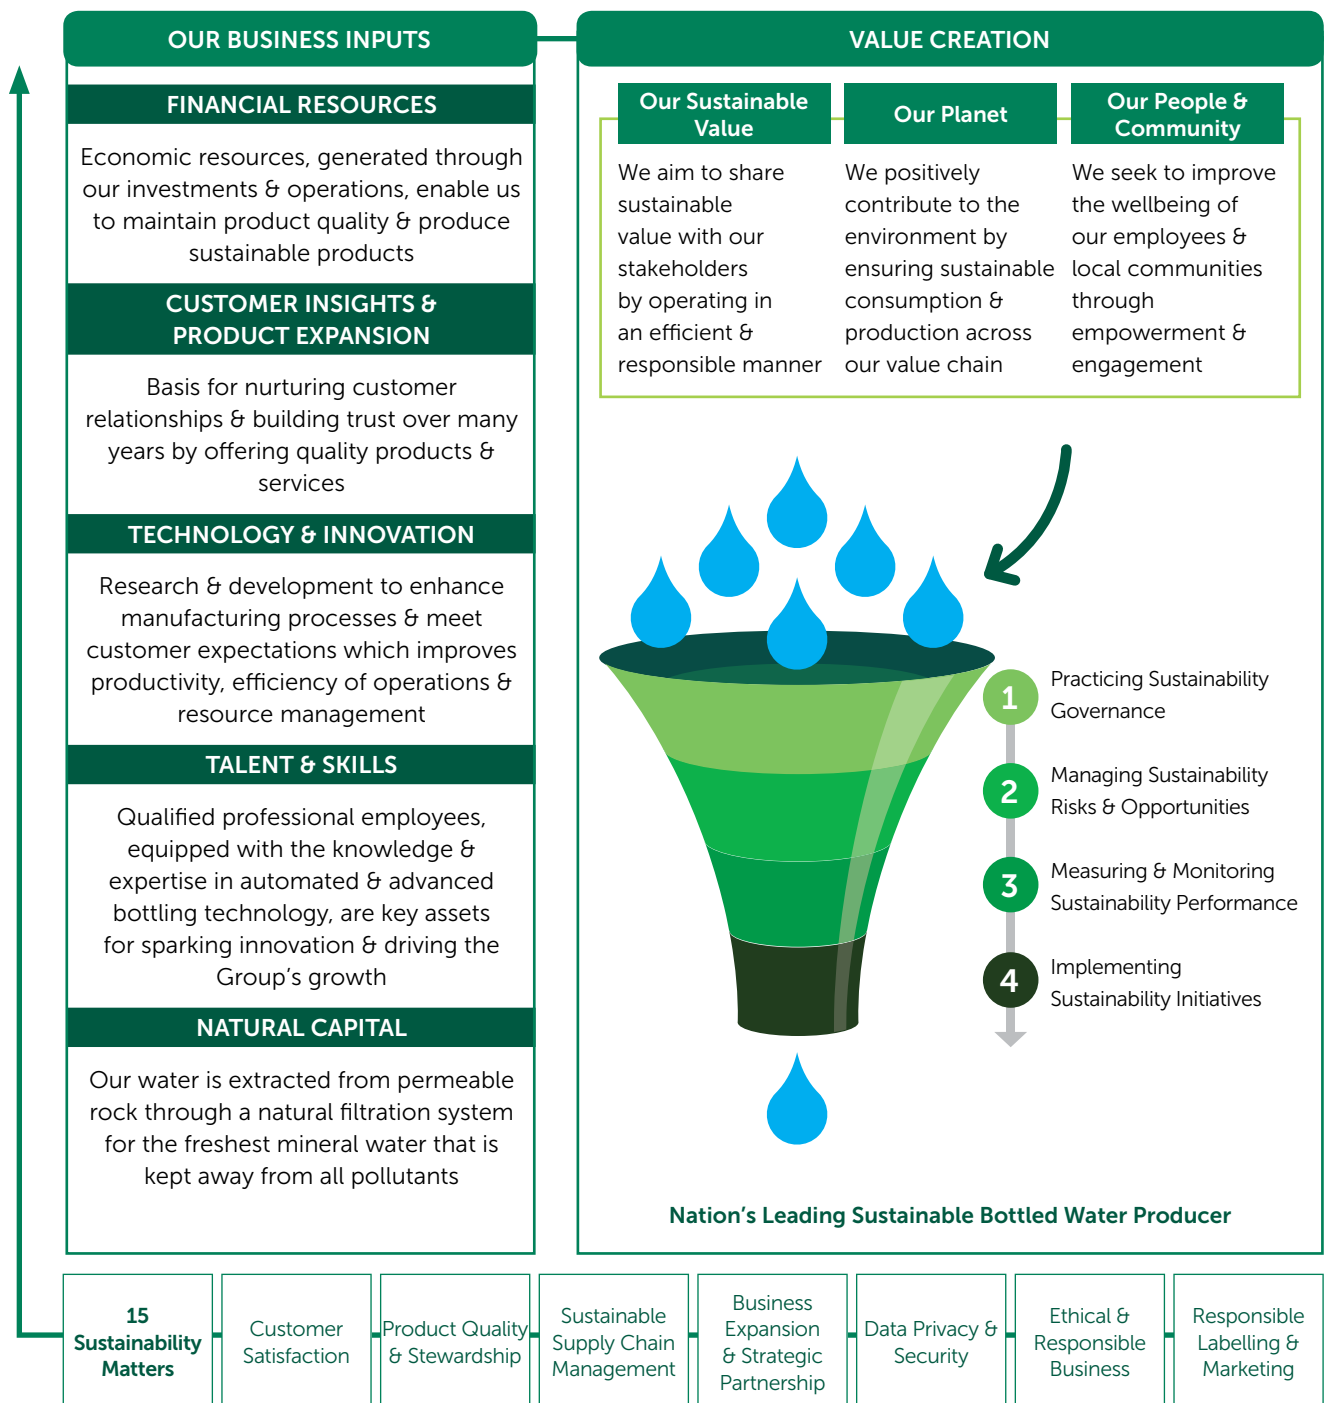 OUR BUSINESS INPUTS
FINANCIAL RESOURCES
Economic resources, generated through
our investments & operations, enable us
to maintain product quality & produce
sustainable products
CUSTOMER INSIGHTS &
PRODUCT EXPANSION
Basis for nurturing customer
relationships & building trust over many
years by offering quality products &
services
TECHNOLOGY & INNOVATION
Research & development to enhance
manufacturing processes & meet
customer expectations which improves
productivity, efficiency of operations &
resource management
TALENT & SKILLS
Qualified professional employees,
equipped with the knowledge &
expertise in automated & advanced
bottling technology, are key assets
for sparking innovation & driving the
Group's growth
NATURAL CAPITAL
Our water is extracted from permeable
rock through a natural filtration system
for the freshest mineral water that is
kept away from all pollutants
VALUE CREATION
Our Sustainable
Value
We aim to share
sustainable
value with our
stakeholders
by operating in
an efficient &
responsible manner
Our Planet
We positively
contribute to the
environment by
ensuring sustainable
consumption &
production across
our value chain
Our People &
Community
We seek to improve
the wellbeing of
our employees &
local communities
through
empowerment &
engagement
1
Practicing Sustainability
Governance
2
Managing Sustainability
Risks & Opportunities
3
Measuring & Monitoring
Sustainability Performance
4
Implementing
Sustainability Initiatives
Nation's Leading Sustainable Bottled Water Producer
15
Sustainability
Matters
Customer
Satisfaction
Product Quality
& Stewardship
Sustainable
Supply Chain
Management
Business
Expansion
& Strategic
Partnership
Data Privacy &
Security
Ethical &
Responsible
Business
Responsible
Labelling &
Marketing